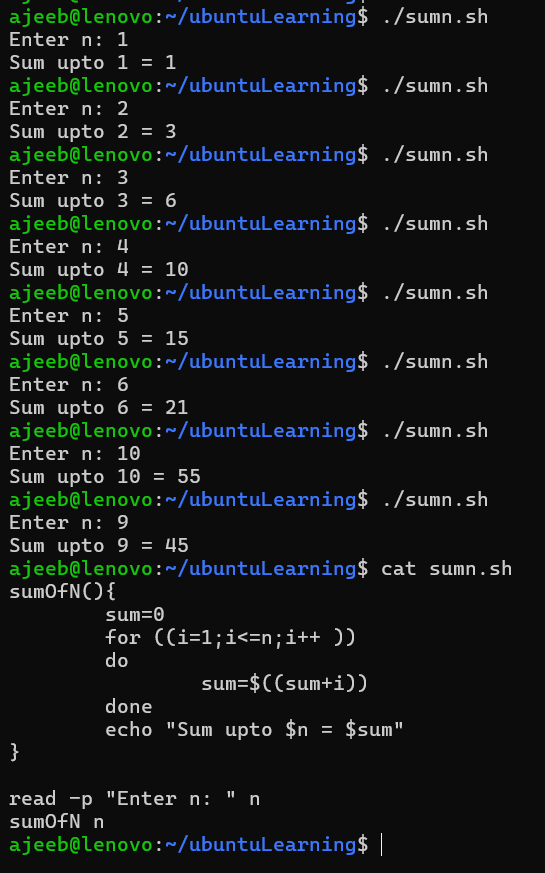 ajeeb@lenovo:~/ubuntuLearning$ ./sumn.sh
Enter n: 1
Sum upto 1 = 1
ajeeb@lenovo:~/ubuntuLearning$ ./sumn.sh
Enter n: 2
Sum upto 2 = 3
ajeeb@lenovo:~/ubuntuLearning$ ./sumn.sh
Enter n: 3
Sum upto 3 = 6
ajeeb@lenovo:~/ubuntuLearning$ ./sumn.sh
Enter n: 4
Sum upto 4 = 10
ajeeb@lenovo:~/ubuntuLearning$ ./sumn.sh
Enter n: 5
Sum upto 5 = 15
ajeeb@lenovo:~/ubuntuLearning$ ./sumn.sh
Enter n: 6
Sum upto 6 = 21
ajeeb@lenovo:~/ubuntuLearning$ ./sumn.sh
Enter n: 10
Sum upto 10 = 55
ajeeb@lenovo:~/ubuntuLearning$ ./sumn.sh
Enter n: 9
Sum upto 9 = 45
ajeeb@lenovo:~/ubuntuLearning$ cat sumn.sh
sumOfN(){
        sum=0
        for ((i=1;i<=n;i++ ))
        do
                sum=$((sum+i))
        done
        echo "Sum upto $n = $sum"
}

read -p "Enter n: " n
sumOfN n
ajeeb@lenovo:~/ubuntuLearning$